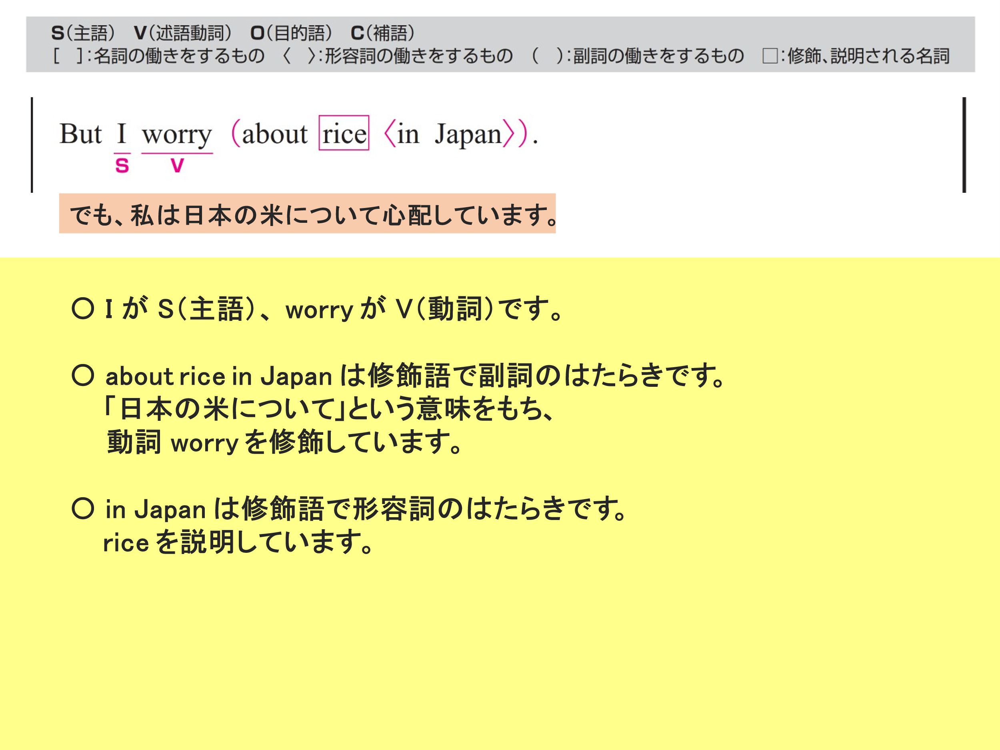 S（主語）　V（述語動詞）　O（目的語）　C（補語）
［　］：名詞の働きをするもの　〈　〉：形容詞の働きをするもの　（　）：副詞の働きをするもの　□：修飾、説明される名詞
But I worry (about rice 〈in Japan〉).
S V
でも、私は日本の米について心配しています。
○ I が S（主語）、worry が V（動詞）です。
○ about rice in Japan は修飾語で副詞のはたらきです。
「日本の米について」という意味をもち、
動詞 worry を修飾しています。
○ in Japan は修飾語で形容詞のはたらきです。
rice を説明しています。